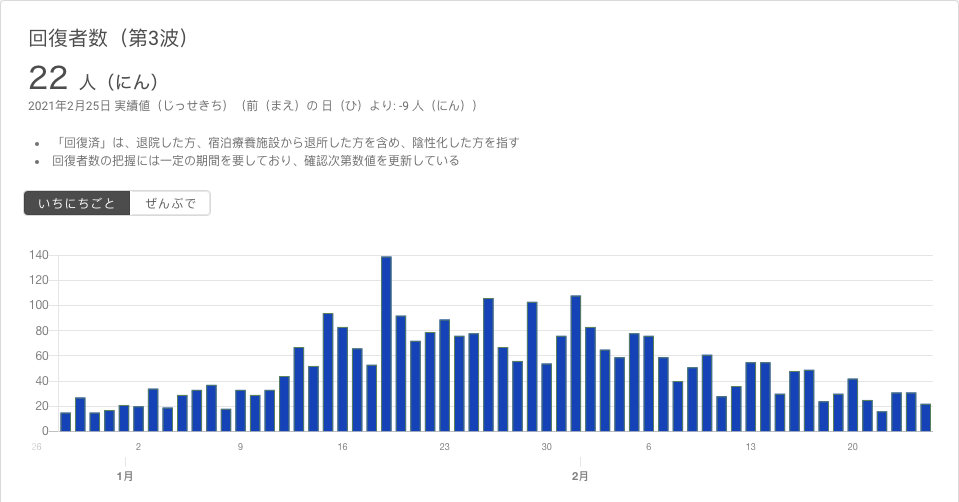 回復者数（第3波）
22 人（にん）
2021年2月25日 実績値（じっせきち）（前（まえ）の 日（ひ）より: -9 人（にん））
「回復済」は、退院した方、宿泊療養施設から退所した方を含め、陰性化した方を指す
回復者数の把握には一定の期間を要しており、確認次第数値を更新している
いちにちごと ぜんぶで
140
120
100
80
60
40
20
0
26 2 9 16 23 30 6 13 20
1月 2月